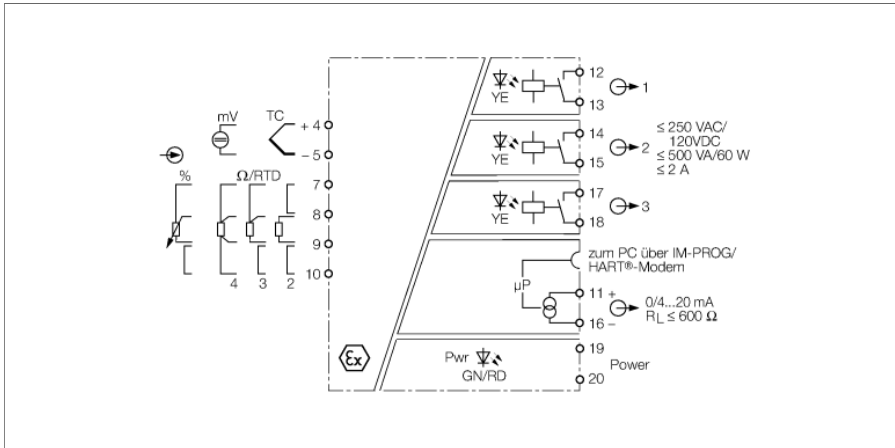 12
YE
13
1
mV
TC
+ 4
− 5
14
YE
15
2
≤ 250 VAC/
120VDC
≤ 500 VA/60 W
≤ 2 A
%
Ω/RTD
7
8
9
10
4
3
2
17
YE
18
3
zum PC über IM-PROG/
HART®-Modem
µP
11 +
16 −
0/4...20 mA
RL ≤ 600 Ω
Ex
Pwr
GN/RD
19
20
Power